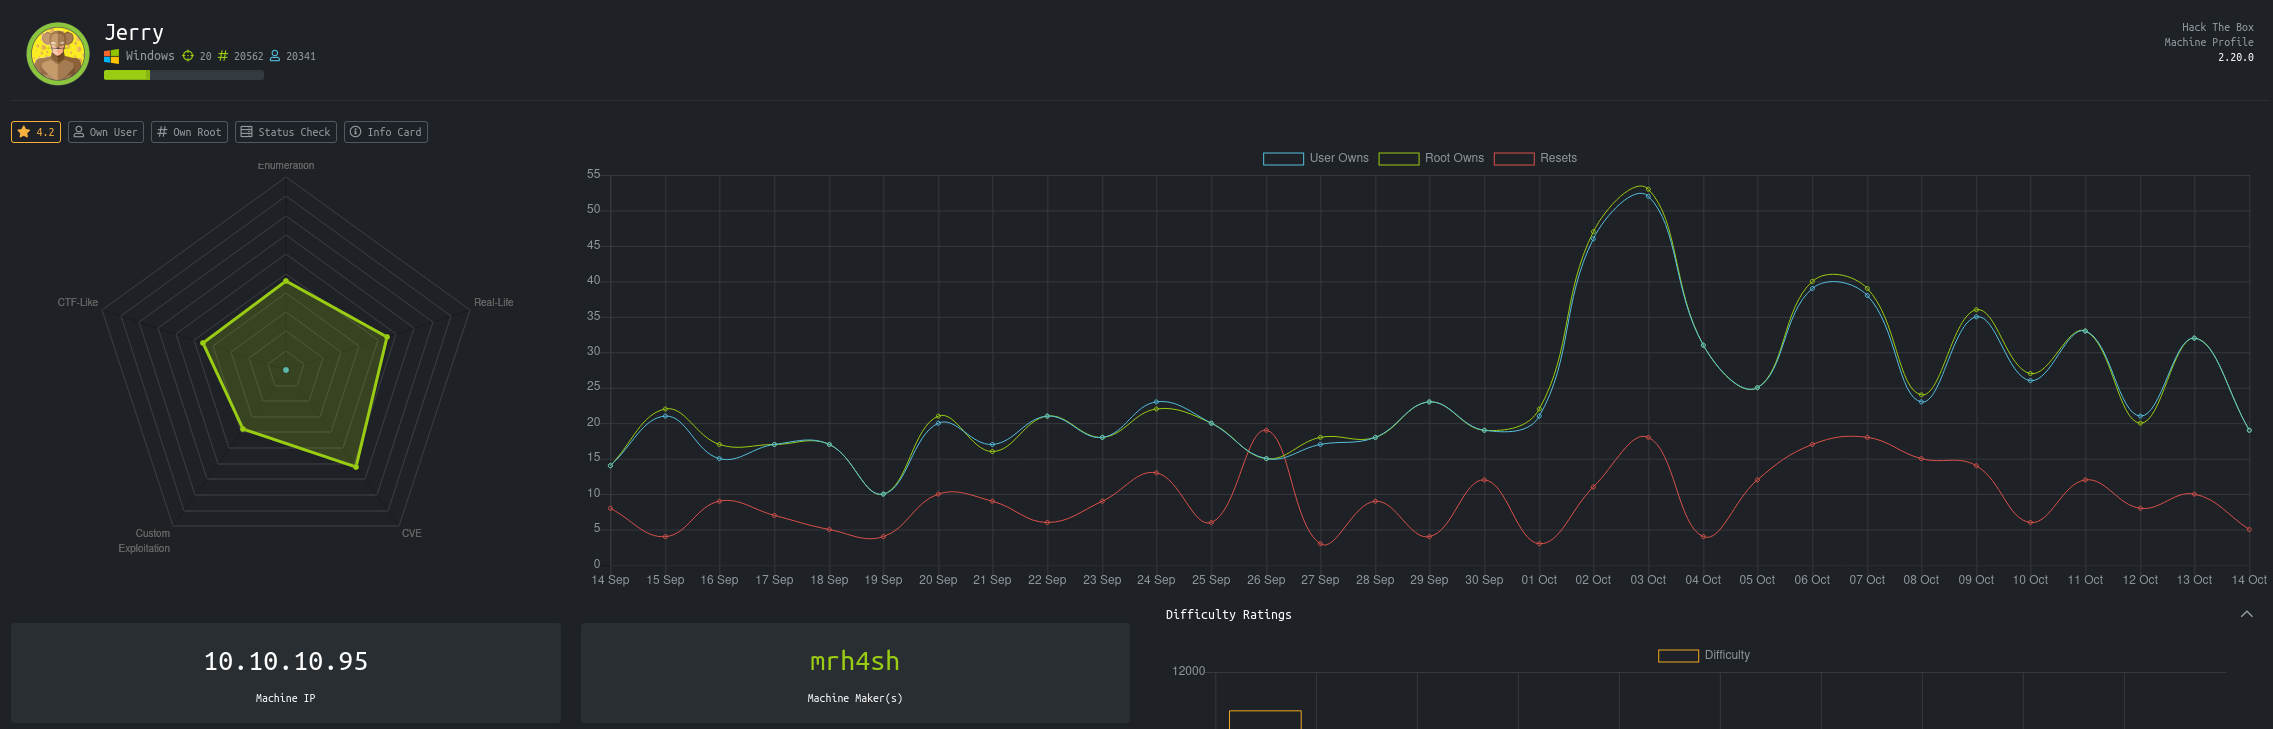 Jerry
Windows 20 20562 20341
Hack The Box
Machine Profile
2.20.0
4.2 Own User Own Root Status Check Info Card
Enumeration
CTF-Like
Real-Life
Custom
Exploitation
CVE
User Owns Root Owns Resets
55
50
45
40
35
30
25
20
15
10
5
0
14 Sep 15 Sep 16 Sep 17 Sep 18 Sep 19 Sep 20 Sep 21 Sep 22 Sep 23 Sep 24 Sep 25 Sep 26 Sep 27 Sep 28 Sep 29 Sep 30 Sep 01 Oct 02 Oct 03 Oct 04 Oct 05 Oct 06 Oct 07 Oct 08 Oct 09 Oct 10 Oct 11 Oct 12 Oct 13 Oct 14 Oct
10.10.10.95
Machine IP
mrh4sh
Machine Maker(s)
Difficulty Ratings
Difficulty
12000